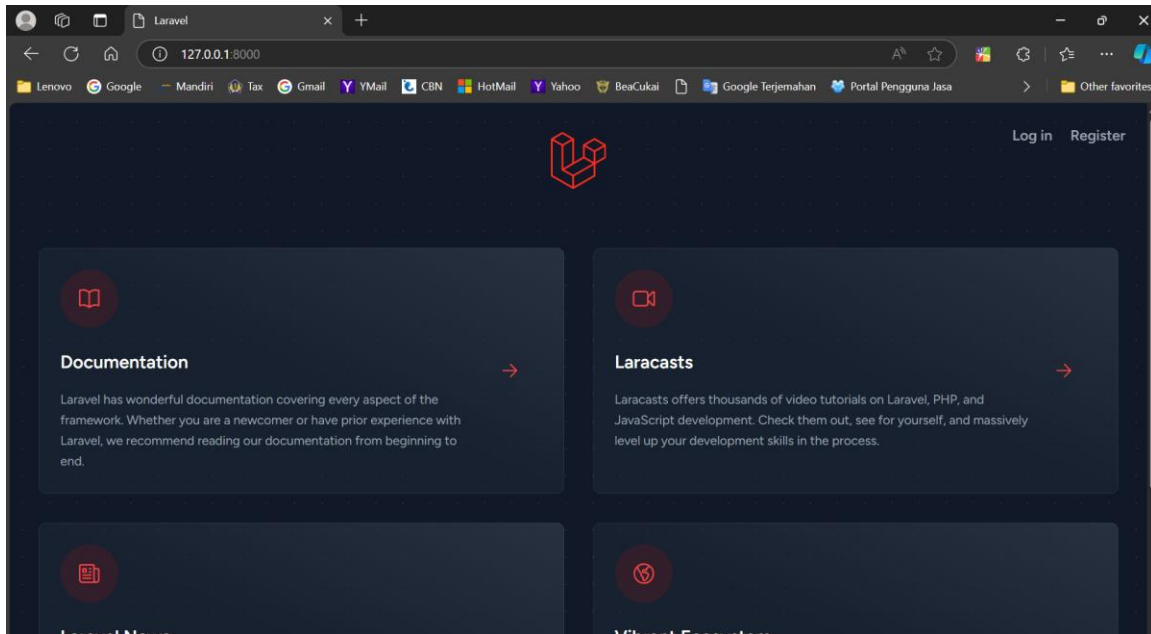 Laravel
127.0.0.1:8000
Lenovo Google Mandiri Tax Gmail YMail CBN HotMail Yahoo BeaCukai Google Terjemahan Portal Pengguna Jasa Other favorites
Log in Register
Documentation
Laravel has wonderful documentation covering every aspect of the
framework. Whether you are a newcomer or have prior experience with
Laravel, we recommend reading our documentation from beginning to
end.
Laracasts
Laracasts offers thousands of video tutorials on Laravel, PHP, and
JavaScript development. Check them out, see for yourself, and massively
level up your development skills in the process.
Laravel News
Vibrant Ecosystem